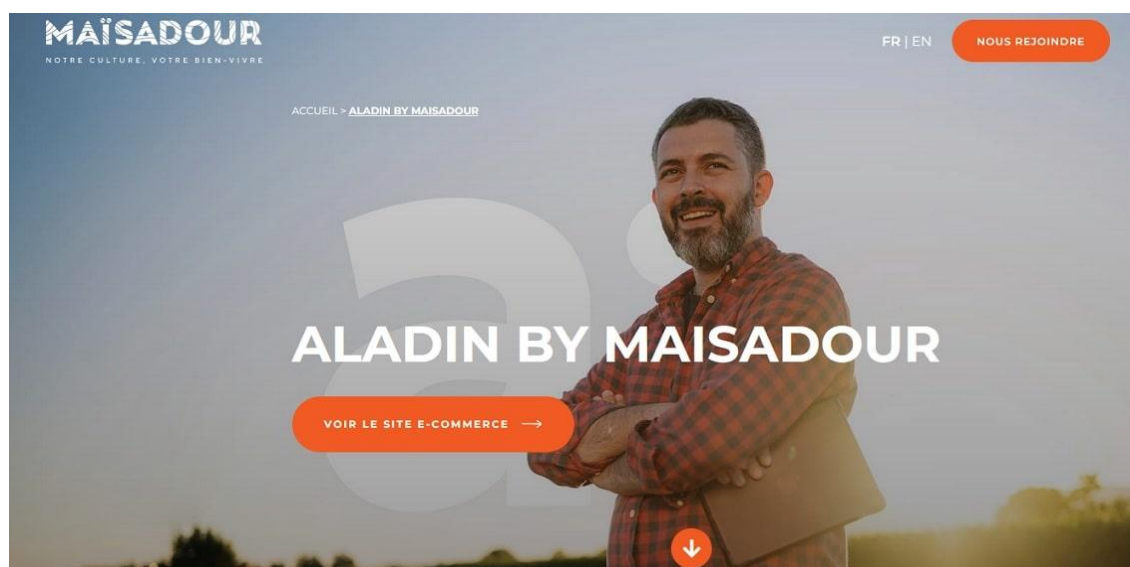 MAÏSADOUR
NOTRE CULTURE, VOTRE BIEN-VIVRE
FR | EN
NOUS REJOINDRE
ACCUEIL > ALADIN BY MAISADOUR
a
ALADIN BY MAISADOUR
VOIR LE SITE E-COMMERCE →